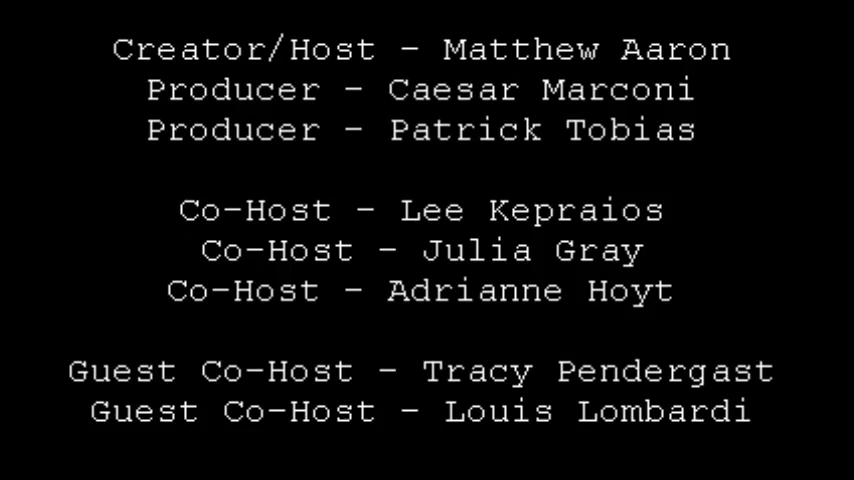 Creator/Host - Matthew Aaron
Producer - Caesar Marconi
Producer - Patrick Tobias
Co-Host - Lee Kepraios
Co-Host - Julia Gray
Co-Host - Adrianne Hoyt
Guest Co-Host - Tracy Pendergast
Guest Co-Host - Louis Lombardi